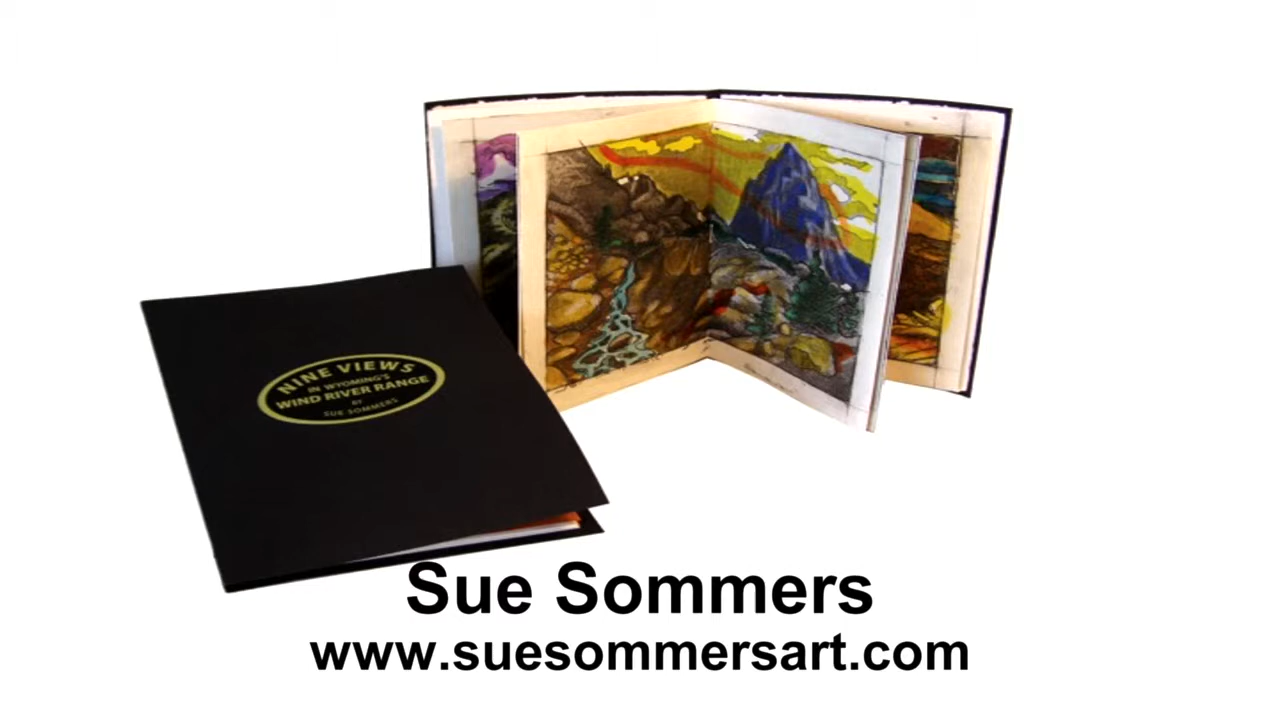 NINE VIEWS
IN WYOMING'S
WIND RIVER RANGE
BY
SUE SOMMERS
Sue Sommers
www.suesommersart.com